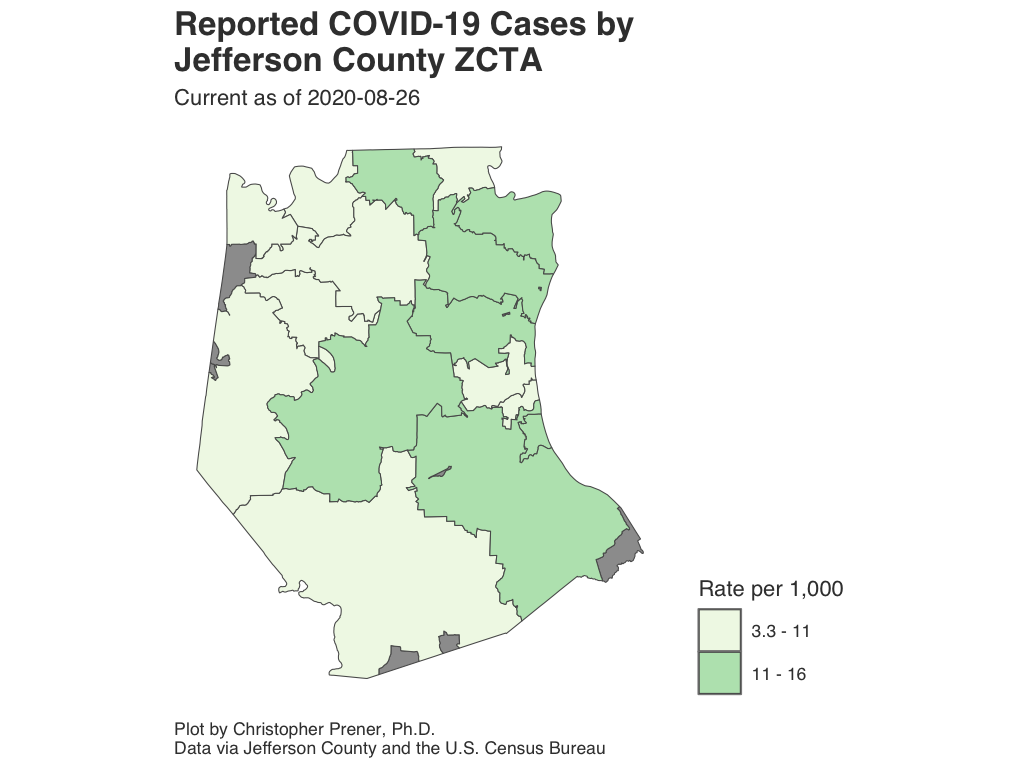 Reported COVID-19 Cases by
Jefferson County ZCTA
Current as of 2020-08-26
Rate per 1,000
3.3 - 11
11 - 16
Plot by Christopher Prener, Ph.D.
Data via Jefferson County and the U.S. Census Bureau